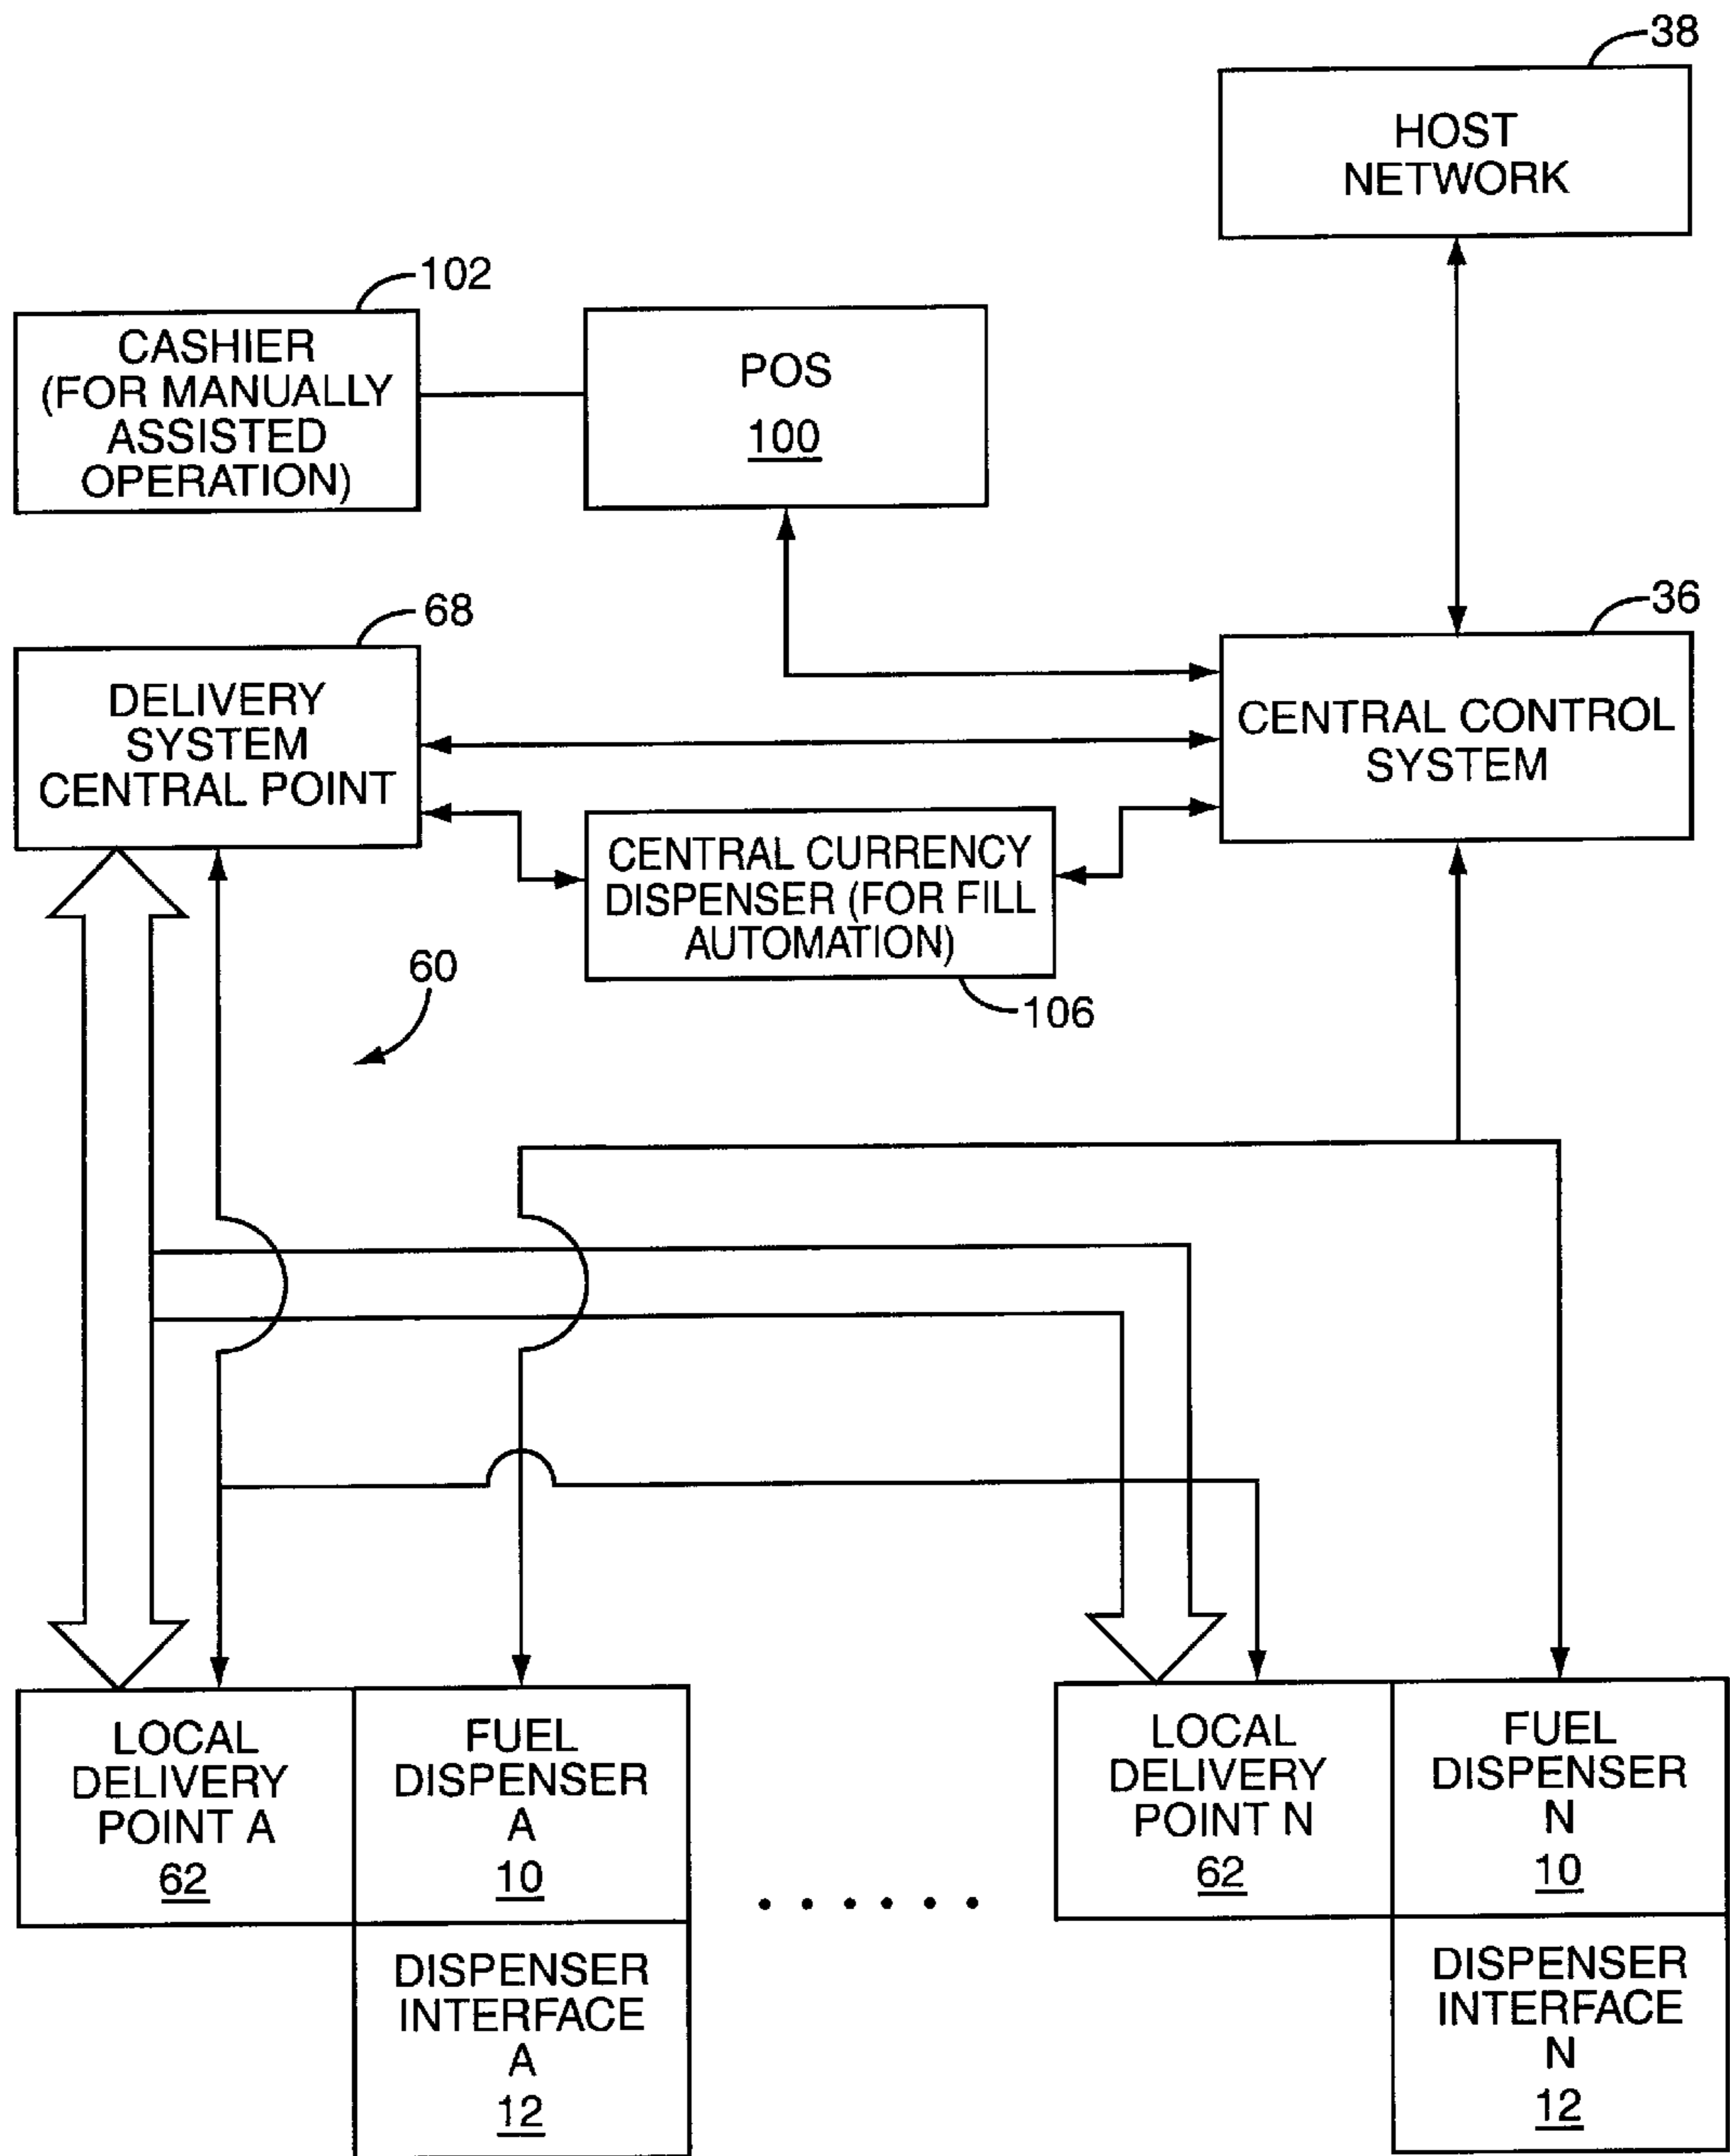 38
HOST
NETWORK
102
CASHIER
(FOR MANUALLY
ASSISTED
OPERATION)
POS
100
68
DELIVERY
SYSTEM
CENTRAL POINT
36
CENTRAL CONTROL
SYSTEM
CENTRAL CURRENCY
DISPENSER (FOR FILL
AUTOMATION)
106
60
LOCAL
DELIVERY
POINT A
62
FUEL
DISPENSER
A
10
DISPENSER
INTERFACE
A
12
......
LOCAL
DELIVERY
POINT N
62
FUEL
DISPENSER
N
10
DISPENSER
INTERFACE
N
12